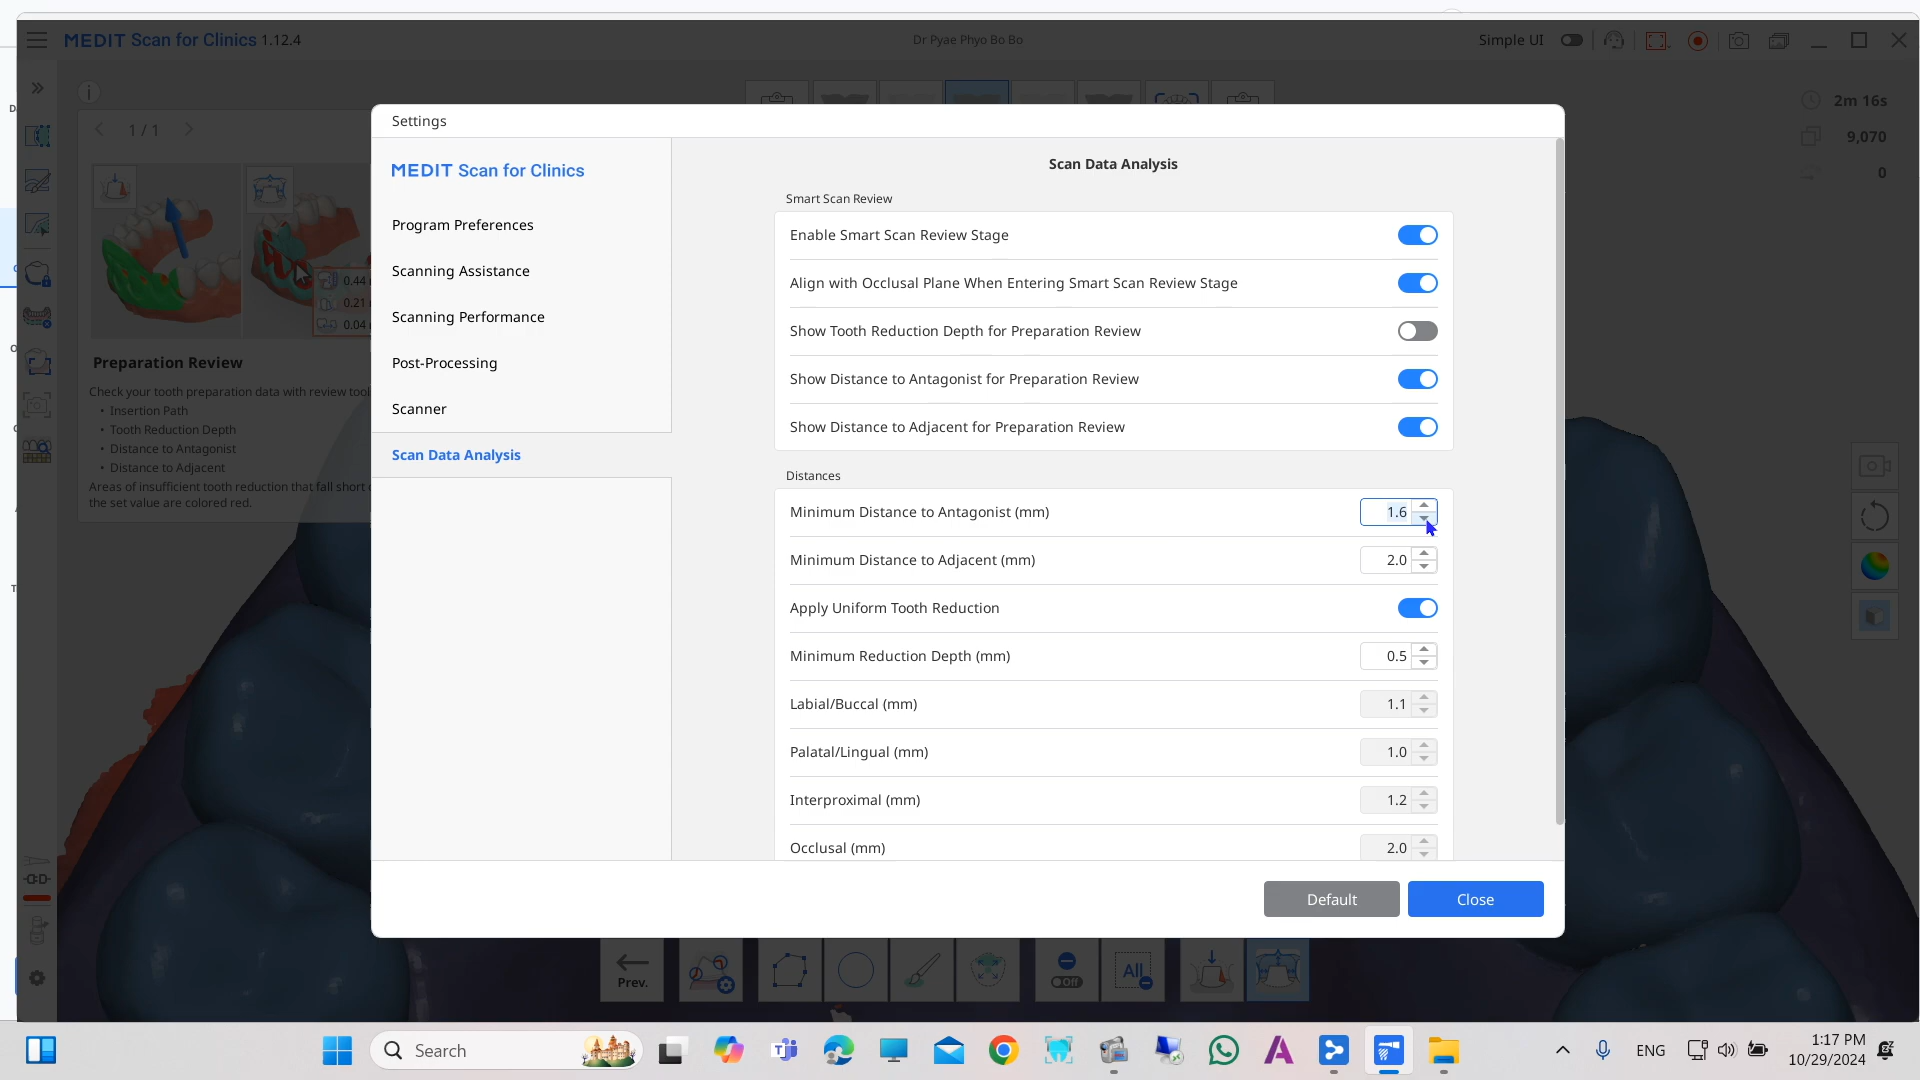 MEDIT Scan for Clinics 1.12.4
Dr Pyae Phyo Bo Bo
Simple UI
2m 16s
9,070
0
1 / 1
0.44
0.21
0.04
Preparation Review
Check your tooth preparation data with review tool
• Insertion Path
• Tooth Reduction Depth
• Distance to Antagonist
• Distance to Adjacent
Areas of insufficient tooth reduction that fall short
the set value are colored red.
Settings
MEDIT Scan for Clinics
Program Preferences
Scanning Assistance
Scanning Performance
Post-Processing
Scanner
Scan Data Analysis
Scan Data Analysis
Smart Scan Review
Enable Smart Scan Review Stage
Align with Occlusal Plane When Entering Smart Scan Review Stage
Show Tooth Reduction Depth for Preparation Review
Show Distance to Antagonist for Preparation Review
Show Distance to Adjacent for Preparation Review
Distances
Minimum Distance to Antagonist (mm) 1.6
Minimum Distance to Adjacent (mm) 2.0
Apply Uniform Tooth Reduction
Minimum Reduction Depth (mm) 0.5
Labial/Buccal (mm) 1.1
Palatal/Lingual (mm) 1.0
Interproximal (mm) 1.2
Occlusal (mm) 2.0
Default Close
Prev.
Off
All
Search
ENG
1:17 PM
10/29/2024